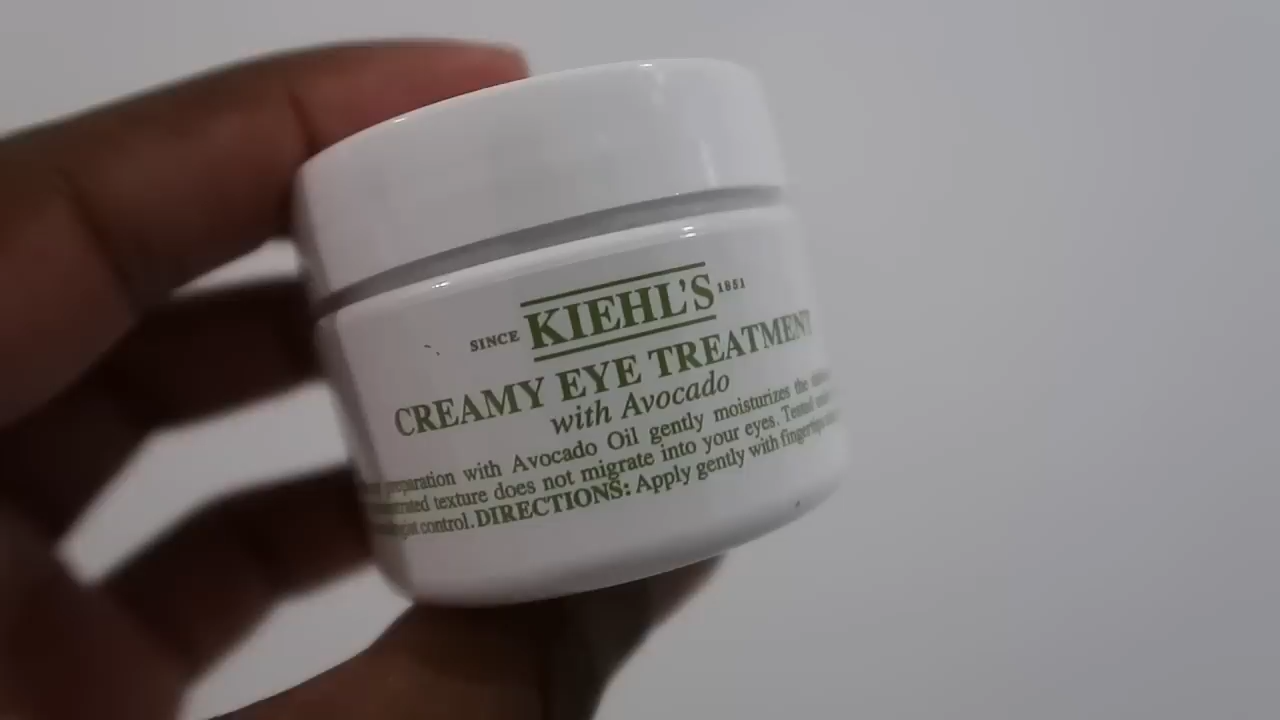 SINCE KIEHL'S 1851
CREAMY EYE TREATMENT
with Avocado
preparation with Avocado Oil gently moisturizes the
texture does not migrate into your eyes. Tested
control. DIRECTIONS: Apply gently with fingertips